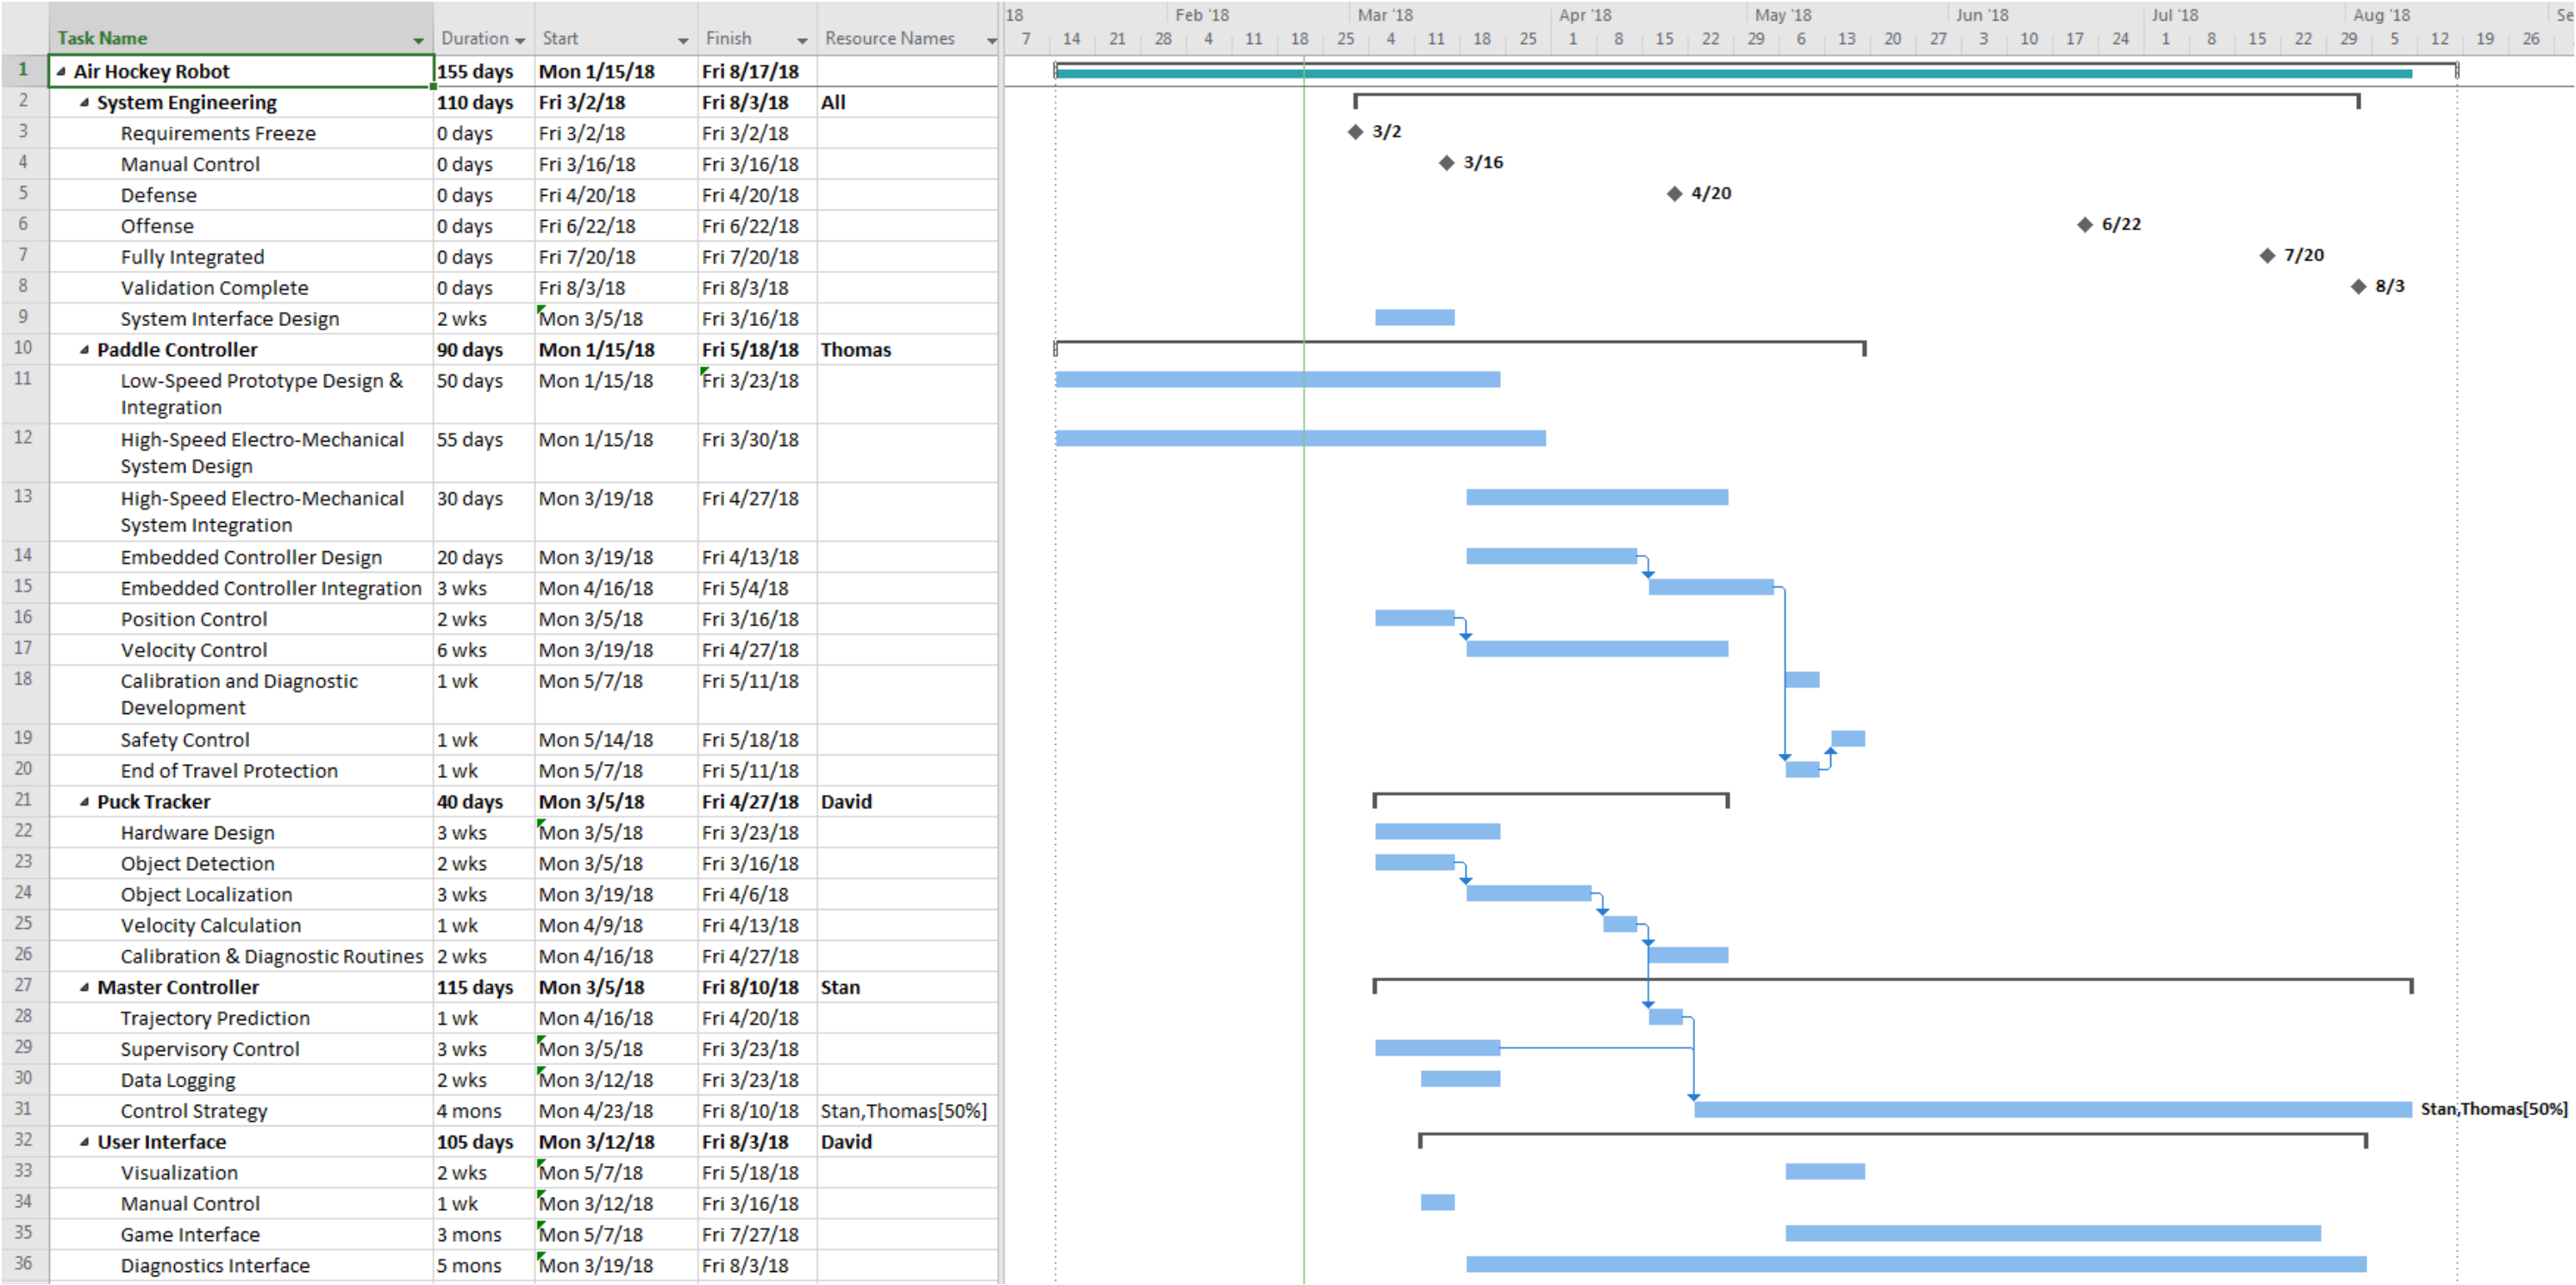 18 Feb '18 Mar '18 Apr '18 May '18 Jun '18 Jul '18 Aug '18 Se
Task Name Duration Start Finish Resource Names 7 14 21 28 4 11 18 25 4 11 18 25 1 8 15 22 29 6 13 20 27 3 10 17 24 1 8 15 22 29 5 12 19 26
1 Air Hockey Robot 155 days Mon 1/15/18 Fri 8/17/18
2 System Engineering 110 days Fri 3/2/18 Fri 8/3/18 All
3 Requirements Freeze 0 days Fri 3/2/18 Fri 3/2/18 3/2
4 Manual Control 0 days Fri 3/16/18 Fri 3/16/18 3/16
5 Defense 0 days Fri 4/20/18 Fri 4/20/18 4/20
6 Offense 0 days Fri 6/22/18 Fri 6/22/18 6/22
7 Fully Integrated 0 days Fri 7/20/18 Fri 7/20/18 7/20
8 Validation Complete 0 days Fri 8/3/18 Fri 8/3/18 8/3
9 System Interface Design 2 wks Mon 3/5/18 Fri 3/16/18
10 Paddle Controller 90 days Mon 1/15/18 Fri 5/18/18 Thomas
11 Low-Speed Prototype Design & 50 days Mon 1/15/18 Fri 3/23/18
Integration
12 High-Speed Electro-Mechanical 55 days Mon 1/15/18 Fri 3/30/18
System Design
13 High-Speed Electro-Mechanical 30 days Mon 3/19/18 Fri 4/27/18
System Integration
14 Embedded Controller Design 20 days Mon 3/19/18 Fri 4/13/18
15 Embedded Controller Integration 3 wks Mon 4/16/18 Fri 5/4/18
16 Position Control 2 wks Mon 3/5/18 Fri 3/16/18
17 Velocity Control 6 wks Mon 3/19/18 Fri 4/27/18
18 Calibration and Diagnostic 1 wk Mon 5/7/18 Fri 5/11/18
Development
19 Safety Control 1 wk Mon 5/14/18 Fri 5/18/18
20 End of Travel Protection 1 wk Mon 5/7/18 Fri 5/11/18
21 Puck Tracker 40 days Mon 3/5/18 Fri 4/27/18 David
22 Hardware Design 3 wks Mon 3/5/18 Fri 3/23/18
23 Object Detection 2 wks Mon 3/5/18 Fri 3/16/18
24 Object Localization 3 wks Mon 3/19/18 Fri 4/6/18
25 Velocity Calculation 1 wk Mon 4/9/18 Fri 4/13/18
26 Calibration & Diagnostic Routines 2 wks Mon 4/16/18 Fri 4/27/18
27 Master Controller 115 days Mon 3/5/18 Fri 8/10/18 Stan
28 Trajectory Prediction 1 wk Mon 4/16/18 Fri 4/20/18
29 Supervisory Control 3 wks Mon 3/5/18 Fri 3/23/18
30 Data Logging 2 wks Mon 3/12/18 Fri 3/23/18
31 Control Strategy 4 mons Mon 4/23/18 Fri 8/10/18 Stan,Thomas[50%] Stan,Thomas[50%]
32 User Interface 105 days Mon 3/12/18 Fri 8/3/18 David
33 Visualization 2 wks Mon 5/7/18 Fri 5/18/18
34 Manual Control 1 wk Mon 3/12/18 Fri 3/16/18
35 Game Interface 3 mons Mon 5/7/18 Fri 7/27/18
36 Diagnostics Interface 5 mons Mon 3/19/18 Fri 8/3/18